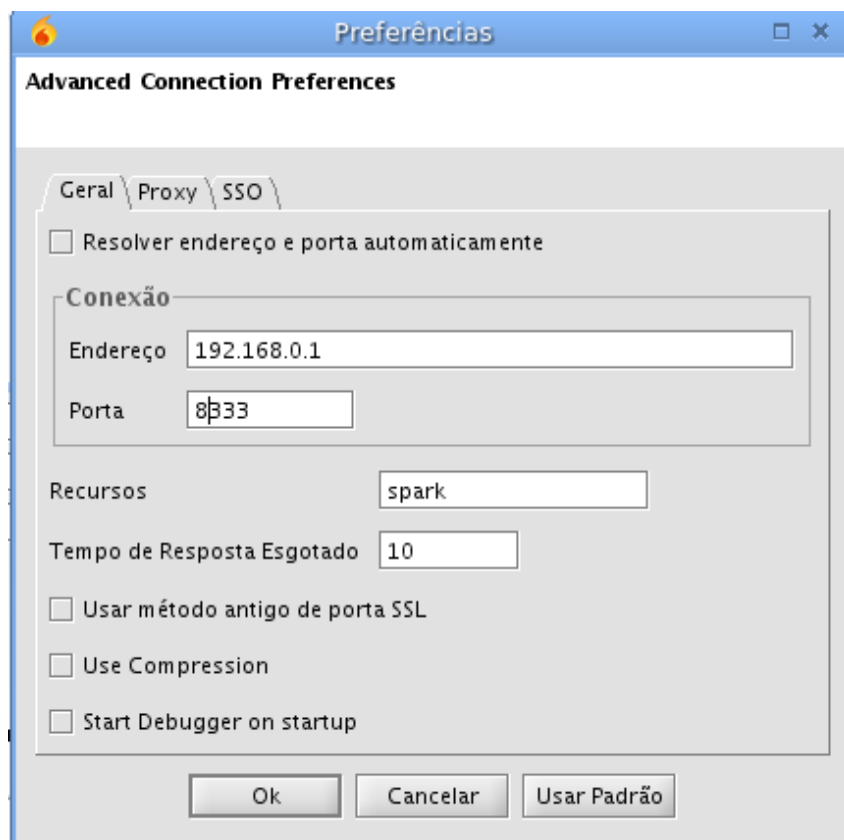 Preferências
Advanced Connection Preferences
Geral Proxy SSO
Resolver endereço e porta automaticamente
Conexão
Endereço 192.168.0.1
Porta 8333
Recursos spark
Tempo de Resposta Esgotado 10
Usar método antigo de porta SSL
Use Compression
Start Debugger on startup
Ok Cancelar Usar Padrão